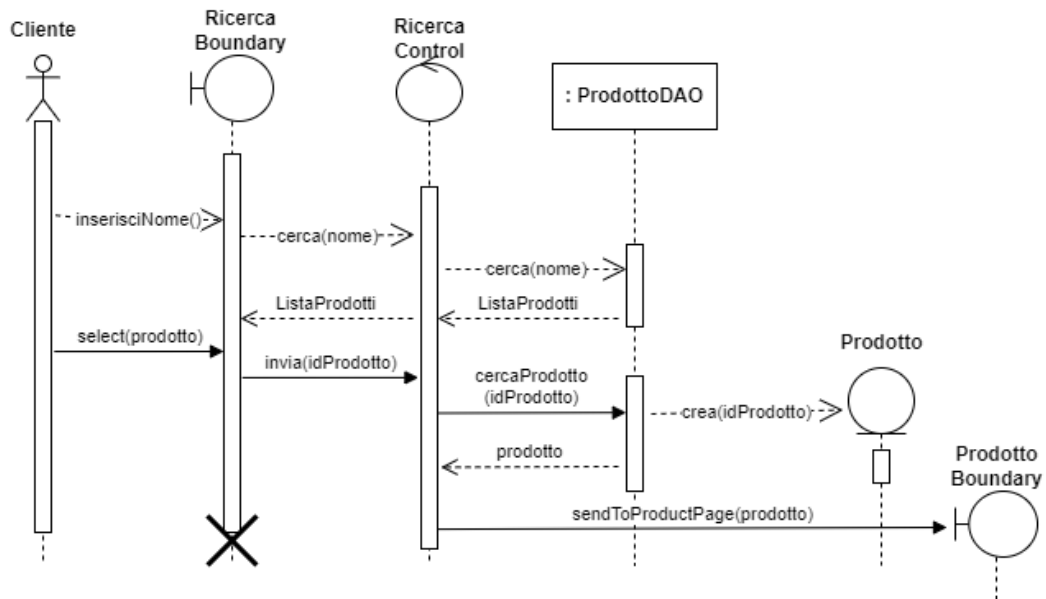 Cliente
Ricerca
Boundary
Ricerca
Control
: ProdottoDAO
inserisciNome()
cerca(nome)
cerca(nome)
ListaProdotti
ListaProdotti
select(prodotto)
invia(idProdotto)
cercaProdotto
(idProdotto)
Prodotto
crea(idProdotto)
prodotto
Prodotto
Boundary
sendToProductPage(prodotto)